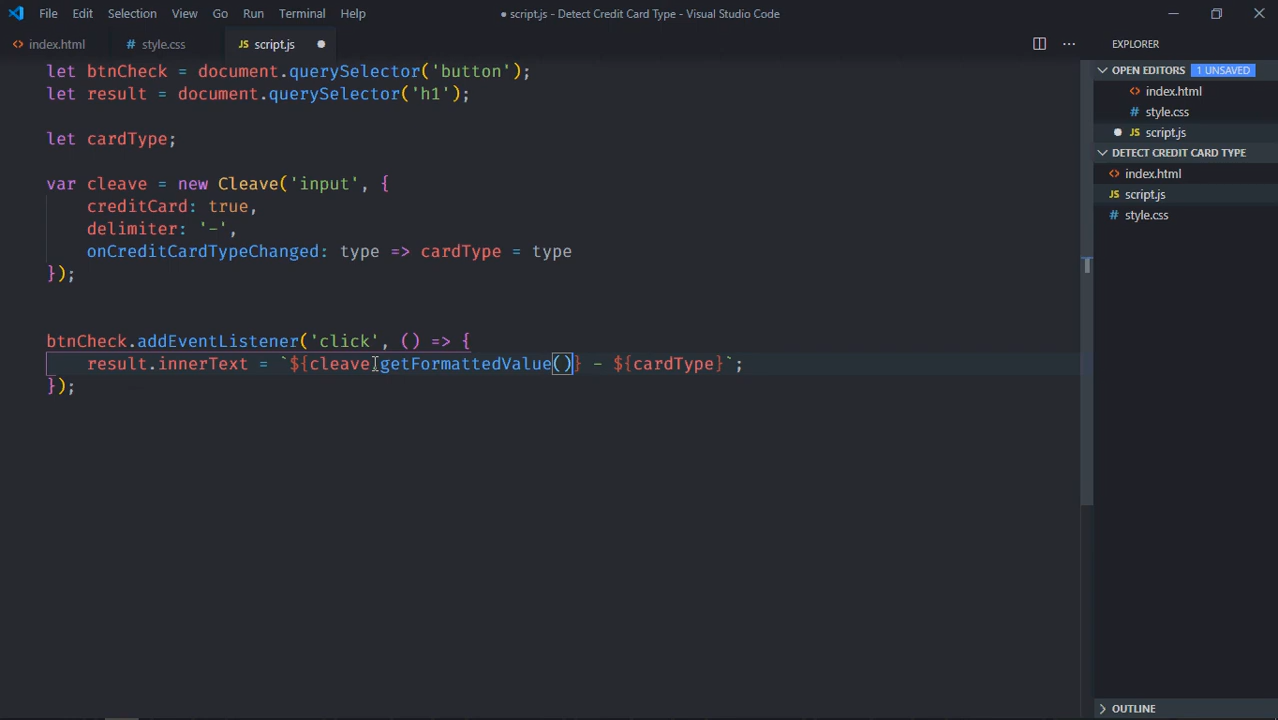 File Edit Selection View Go Run Terminal Help
● script.js - Detect Credit Card Type - Visual Studio Code
<> index.html
# style.css
JS script.js ●
let btnCheck = document.querySelector('button');
let result = document.querySelector('h1');
let cardType;
var cleave = new Cleave('input', {
creditCard: true,
delimiter: '-',
onCreditCardTypeChanged: type => cardType = type
});
btnCheck.addEventListener('click', () => {
result.innerText = `${cleave.getFormattedValue()} - ${cardType}`;
});
EXPLORER
OPEN EDITORS 1 UNSAVED
<> index.html
# style.css
● JS script.js
DETECT CREDIT CARD TYPE
<> index.html
JS script.js
# style.css
OUTLINE